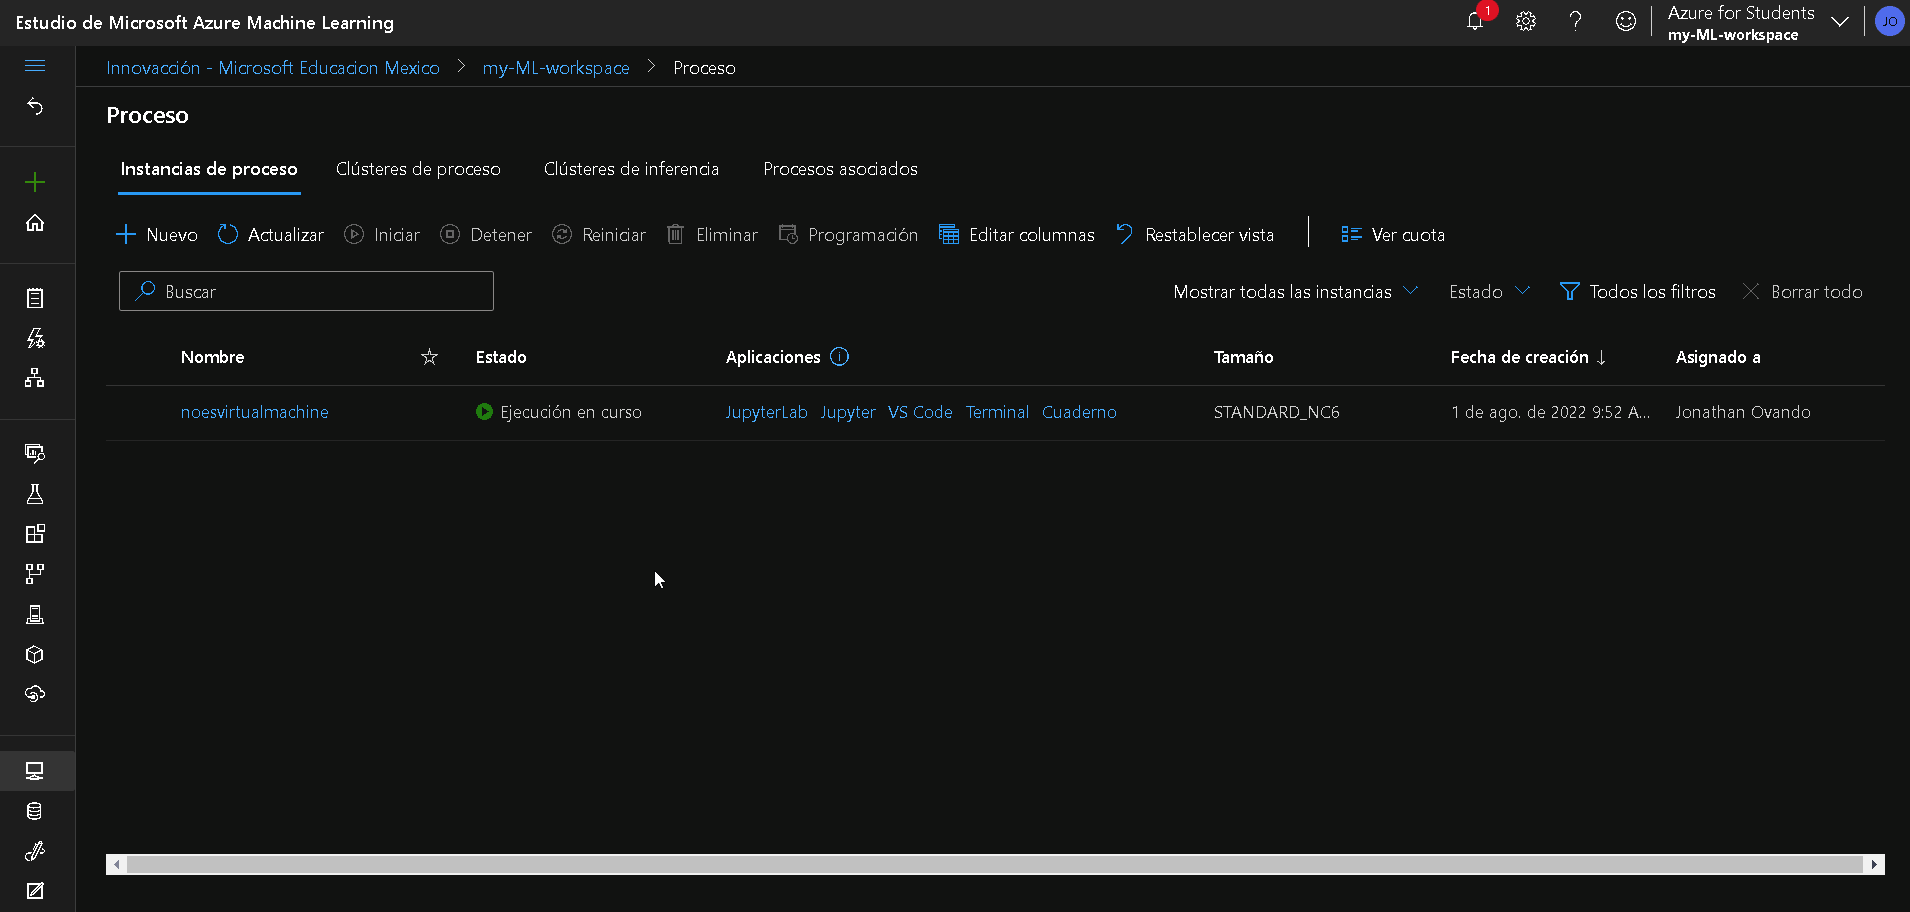 Estudio de Microsoft Azure Machine Learning
1
Azure for Students
my-ML-workspace
JO
Innovacción - Microsoft Educacion Mexico > my-ML-workspace > Proceso
Proceso
Instancias de proceso Clústeres de proceso Clústeres de inferencia Procesos asociados
Nuevo Actualizar Iniciar Detener Reiniciar Eliminar Programación Editar columnas Restablecer vista Ver cuota
Buscar Mostrar todas las instancias Estado Todos los filtros Borrar todo
Nombre Estado Aplicaciones Tamaño Fecha de creación ↓ Asignado a
noesvirtualmachine Ejecución en curso JupyterLab Jupyter VS Code Terminal Cuaderno STANDARD_NC6 1 de ago. de 2022 9:52 A... Jonathan Ovando